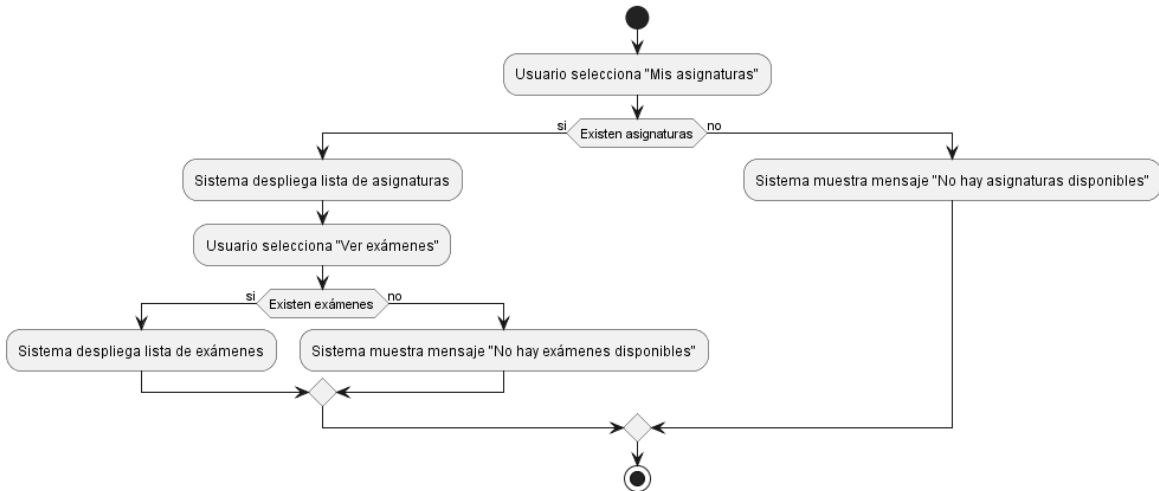 Usuario selecciona "Mis asignaturas"
si
Existen asignaturas
no
Sistema despliega lista de asignaturas
Sistema muestra mensaje "No hay asignaturas disponibles"
Usuario selecciona "Ver exámenes"
si
Existen exámenes
no
Sistema despliega lista de exámenes
Sistema muestra mensaje "No hay exámenes disponibles"